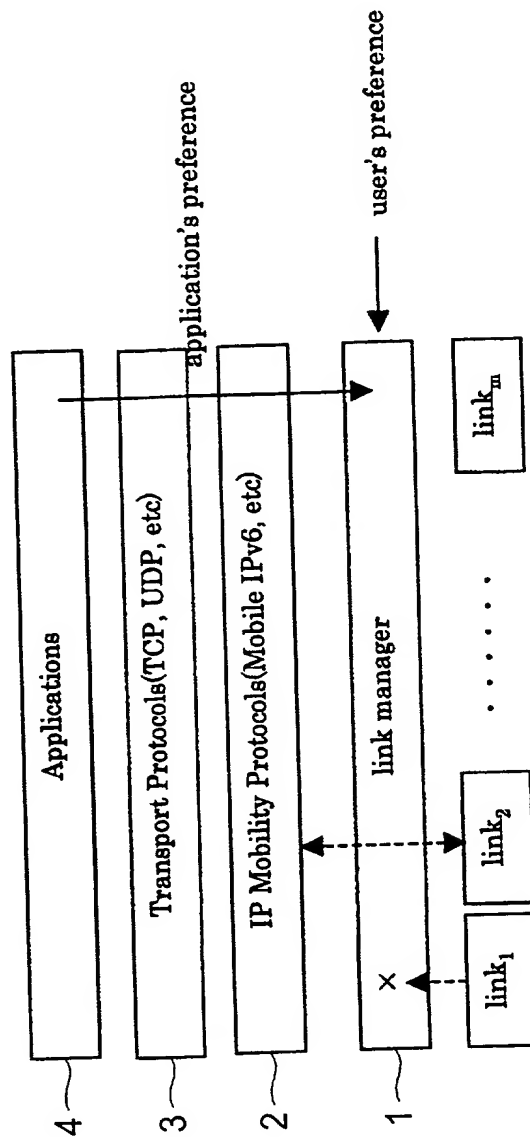 4
Applications
3
Transport Protocols(TCP, UDP, etc)
application's preference
2
IP Mobility Protocols(Mobile IPv6, etc)
1
link manager
user's preference
×
link₁
link₂
. . . . . . .
linkₘ